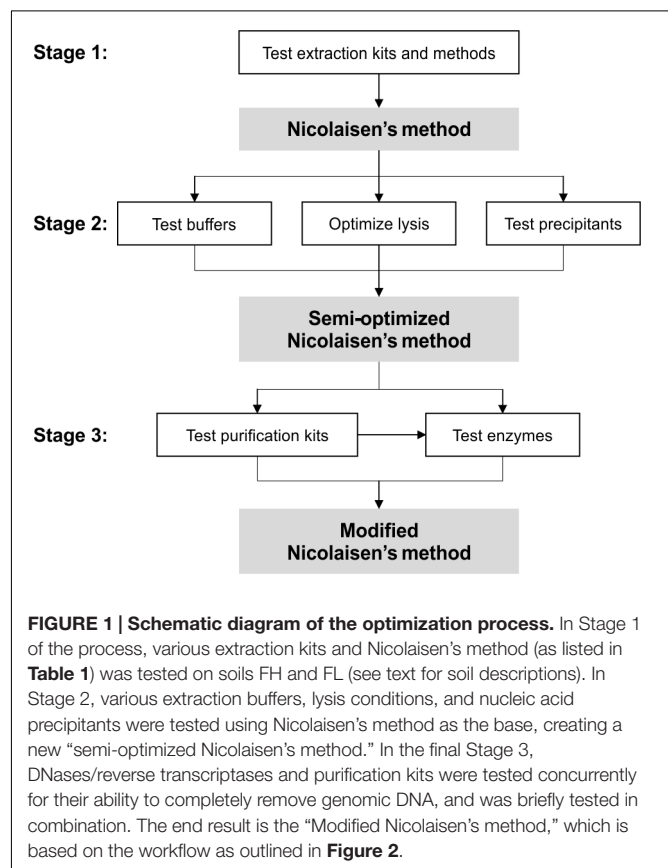 Stage 1:
Test extraction kits and methods
Nicolaisen's method
Stage 2:
Test buffers
Optimize lysis
Test precipitants
Semi-optimized
Nicolaisen's method
Stage 3:
Test purification kits
Test enzymes
Modified
Nicolaisen's method
FIGURE 1 | Schematic diagram of the optimization process. In Stage 1
of the process, various extraction kits and Nicolaisen's method (as listed in
Table 1) was tested on soils FH and FL (see text for soil descriptions). In
Stage 2, various extraction buffers, lysis conditions, and nucleic acid
precipitants were tested using Nicolaisen's method as the base, creating a
new “semi-optimized Nicolaisen's method.” In the final Stage 3,
DNases/reverse transcriptases and purification kits were tested concurrently
for their ability to completely remove genomic DNA, and was briefly tested in
combination. The end result is the “Modified Nicolaisen's method,” which is
based on the workflow as outlined in Figure 2.